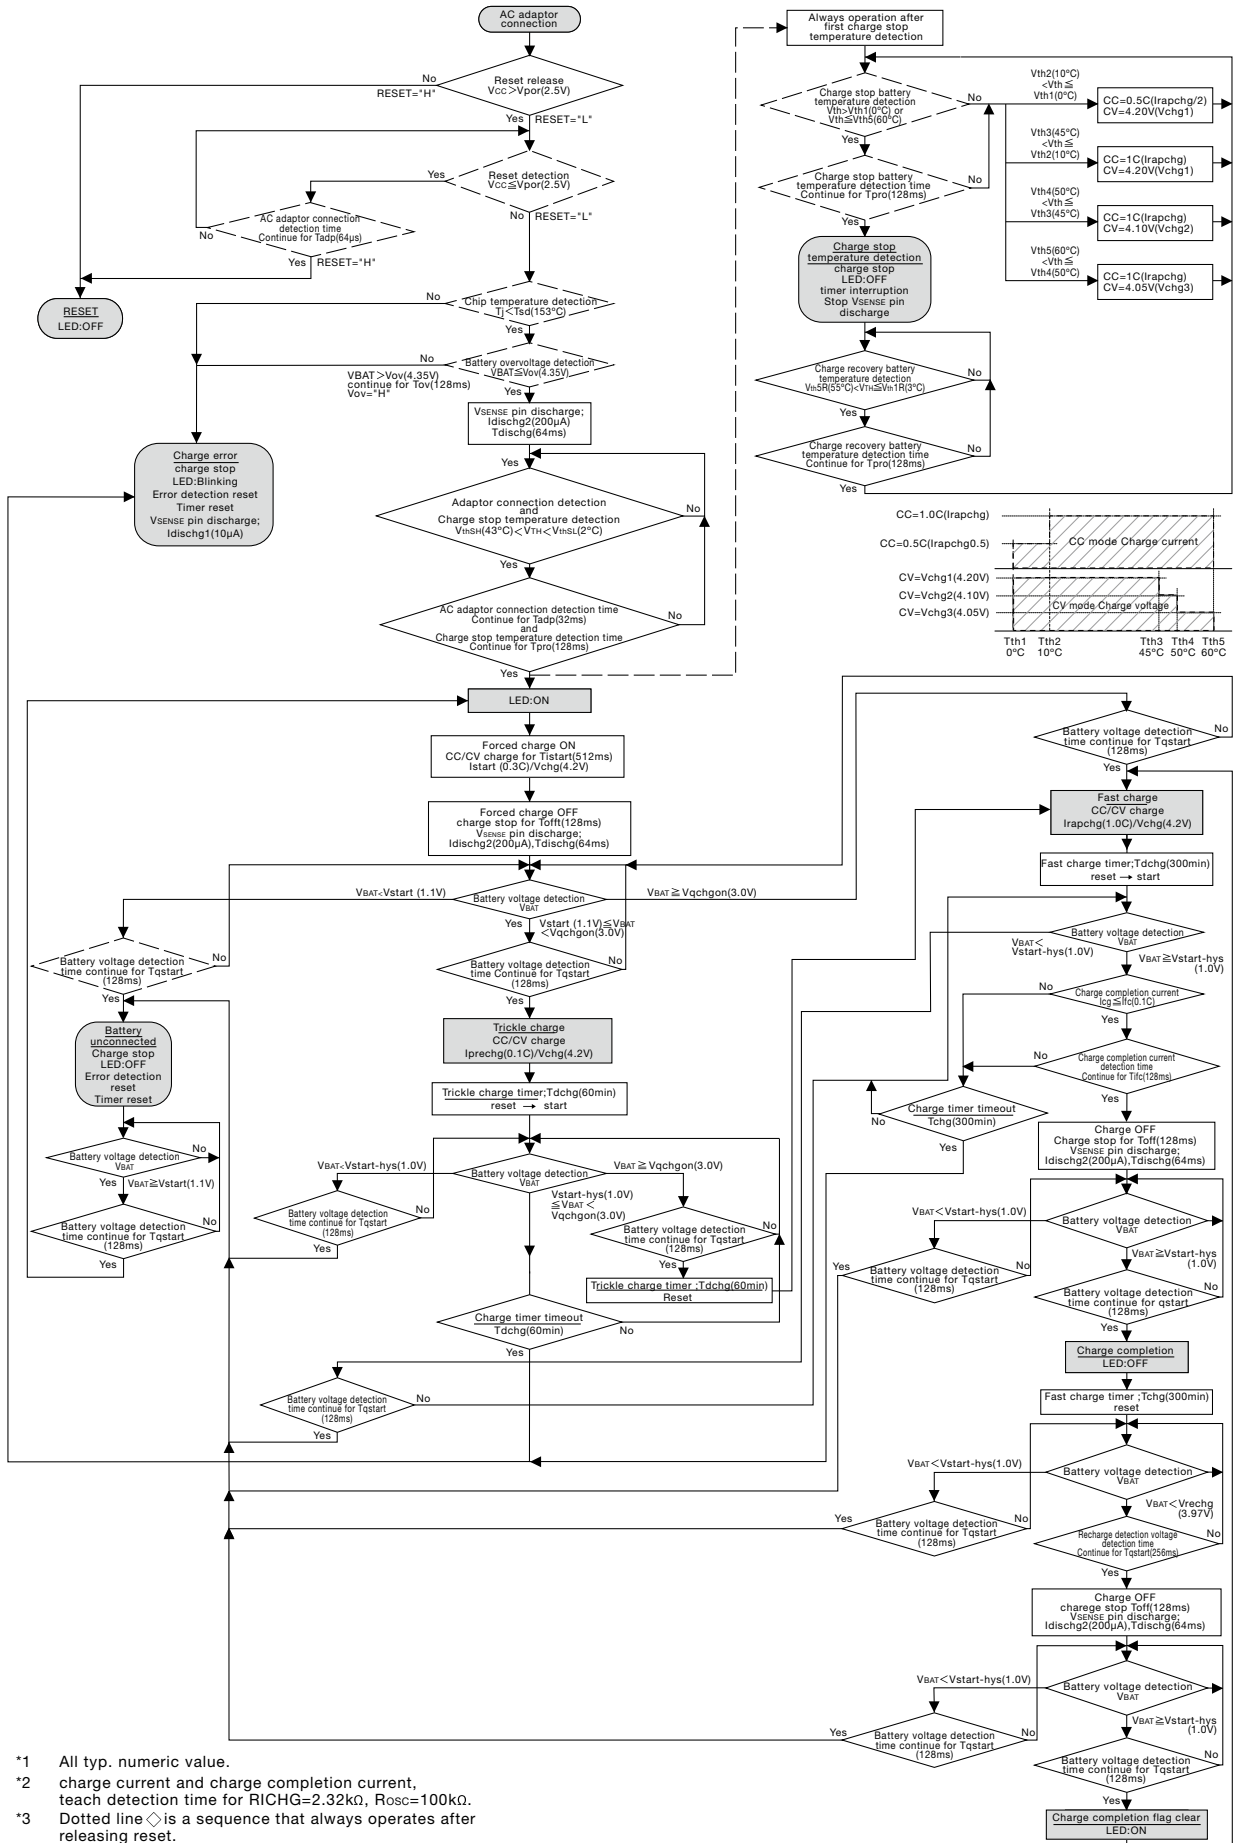 AC adaptor
connection
Reset release
VCC>Vpor(2.5V)
No
RESET="H"
Yes
RESET="L"
Reset detection
VCC≦Vpor(2.5V)
Yes
No
RESET="L"
AC adaptor connection
detection time
Continue for Tadp(64µs)
No
Yes
RESET="H"
RESET
LED:OFF
Chip temperature detection
Tj<Tsd(153°C)
No
Yes
Battery overvoltage detection
VBAT≦Vov(4.35V)
No
VBAT>Vov(4.35V)
continue for Tov(128ms)
Vov="H"
Yes
VSENSE pin discharge;
Idischg2(200µA)
Tdischg(64ms)
Charge error
charge stop
LED:Blinking
Error detection reset
Timer reset
VSENSE pin discharge;
Idischg1(10µA)
Yes
Adaptor connection detection
and
Charge stop temperature detection
VthSH(43°C)<VTH<VthSL(2°C)
No
Yes
AC adaptor connection detection time
Continue for Tadp(32ms)
and
Charge stop temperature detection time
Continue for Tpro(128ms)
No
Yes
Always operation after
first charge stop
temperature detection
Charge stop battery
temperature detection
Vth>Vth1(0°C) or
Vth≦Vth5(60°C)
No
Yes
Charge stop battery
temperature detection time
Continue for Tpro(128ms)
No
Yes
Charge stop
temperature detection
charge stop
LED:OFF
timer interruption
Stop VSENSE pin
discharge
Charge recovery battery
temperature detection
Vth5R(55°C)<VTH≦Vth1R(3°C)
No
Yes
Charge recovery battery
temperature detection time
Continue for Tpro(128ms)
No
Yes
Vth2(10°C)
<Vth≦
Vth1(0°C)
CC=0.5C(Irapchg/2)
CV=4.20V(Vchg1)
Vth3(45°C)
<Vth≦
Vth2(10°C)
CC=1C(Irapchg)
CV=4.20V(Vchg1)
Vth4(50°C)
<Vth≦
Vth3(45°C)
CC=1C(Irapchg)
CV=4.10V(Vchg2)
Vth5(60°C)
<Vth≦
Vth4(50°C)
CC=1C(Irapchg)
CV=4.05V(Vchg3)
CC=1.0C(Irapchg)
CC=0.5C(Irapchg0.5)
CC mode Charge current
CV=Vchg1(4.20V)
CV=Vchg2(4.10V)
CV=Vchg3(4.05V)
CV mode Charge voltage
Tth1 Tth2 Tth3 Tth4 Tth5
0°C 10°C 45°C 50°C 60°C
LED:ON
Forced charge ON
CC/CV charge for Tistart(512ms)
Istart (0.3C)/Vchg(4.2V)
Forced charge OFF
charge stop for Tofft(128ms)
VSENSE pin discharge;
Idischg2(200µA),Tdischg(64ms)
VBAT<Vstart (1.1V)
Battery voltage detection
VBAT
VBAT≧Vqchgon(3.0V)
Yes
Vstart (1.1V)≦VBAT
<Vqchgon(3.0V)
Battery voltage detection
time Continue for Tqstart
(128ms)
No
Yes
Battery voltage detection
time continue for Tqstart
(128ms)
No
Yes
Battery
unconnected
Charge stop
LED:OFF
Error detection
reset
Timer reset
Battery voltage detection
VBAT
No
Yes
VBAT≧Vstart(1.1V)
Battery voltage detection
time continue for Tqstart
(128ms)
No
Yes
Trickle charge
CC/CV charge
Iprechg(0.1C)/Vchg(4.2V)
Trickle charge timer;Tdchg(60min)
reset → start
VBAT<Vstart-hys(1.0V)
Battery voltage detection
VBAT
VBAT≧Vqchgon(3.0V)
Vstart-hys(1.0V)
≦VBAT<
Vqchgon(3.0V)
Battery voltage detection
time continue for Tqstart
(128ms)
No
Yes
Battery voltage detection
time continue for Tqstart
(128ms)
No
Yes
Trickle charge timer ;Tdchg(60min)
Reset
Charge timer timeout
Tdchg(60min)
No
Yes
Battery voltage detection
time continue for Tqstart
(128ms)
No
Yes
Battery voltage detection
time continue for Tqstart
(128ms)
No
Yes
Fast charge
CC/CV charge
Irapchg(1.0C)/Vchg(4.2V)
Fast charge timer;Tdchg(300min)
reset → start
Battery voltage detection
VBAT
VBAT<
Vstart-hys(1.0V)
VBAT≧Vstart-hys
(1.0V)
Charge completion current
Icg≦Ifc(0.1C)
No
Yes
Charge completion current
detection time
Continue for Tifc(128ms)
No
Yes
Charge timer timeout
Tchg(300min)
No
Yes
Charge OFF
Charge stop for Toff(128ms)
VSENSE pin discharge;
Idischg2(200µA),Tdischg(64ms)
VBAT<Vstart-hys(1.0V)
Battery voltage detection
VBAT
VBAT≧Vstart-hys
(1.0V)
Yes
Battery voltage detection
time continue for Tqstart
(128ms)
No
Battery voltage detection
time continue for qstart
(128ms)
No
Yes
Charge completion
LED:OFF
Fast charge timer ;Tchg(300min)
reset
VBAT<Vstart-hys(1.0V)
Battery voltage detection
VBAT
VBAT<Vrechg
(3.97V)
Yes
Battery voltage detection
time continue for Tqstart
(128ms)
No
Recharge detection voltage
detection time
Continue for Tqstart(256ms)
No
Yes
Charge OFF
charege stop Toff(128ms)
VSENSE pin discharge;
Idischg2(200µA),Tdischg(64ms)
VBAT<Vstart-hys(1.0V)
Battery voltage detection
VBAT
VBAT≧Vstart-hys
(1.0V)
Yes
Battery voltage detection
time continue for Tqstart
(128ms)
No
Battery voltage detection
time continue for Tqstart
(128ms)
No
Yes
Charge completion flag clear
LED:ON
*1 All typ. numeric value.
*2 charge current and charge completion current,
teach detection time for RICHG=2.32kΩ, ROSC=100kΩ.
*3 Dotted line ◇ is a sequence that always operates after
releasing reset.